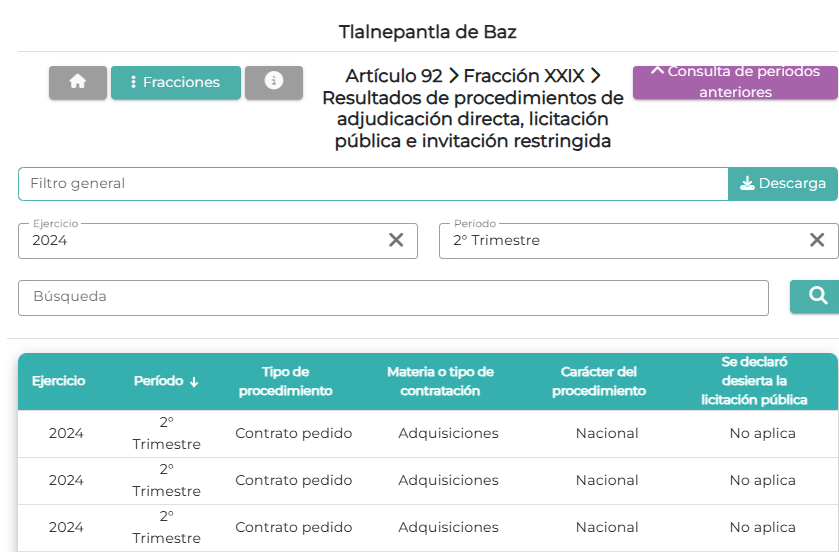 Tlalnepantla de Baz
Fracciones
Artículo 92 > Fracción XXIX >
Resultados de procedimientos de
adjudicación directa, licitación
pública e invitación restringida
Consulta de periodos
anteriores
Filtro general
Descarga
Ejercicio
2024
Período
2° Trimestre
Búsqueda
Ejercicio
Período
Tipo de
procedimiento
Materia o tipo de
contratación
Carácter del
procedimiento
Se declaró
desierta la
licitación pública
2024
2°
Trimestre
Contrato pedido
Adquisiciones
Nacional
No aplica
2024
2°
Trimestre
Contrato pedido
Adquisiciones
Nacional
No aplica
2024
2°
Trimestre
Contrato pedido
Adquisiciones
Nacional
No aplica